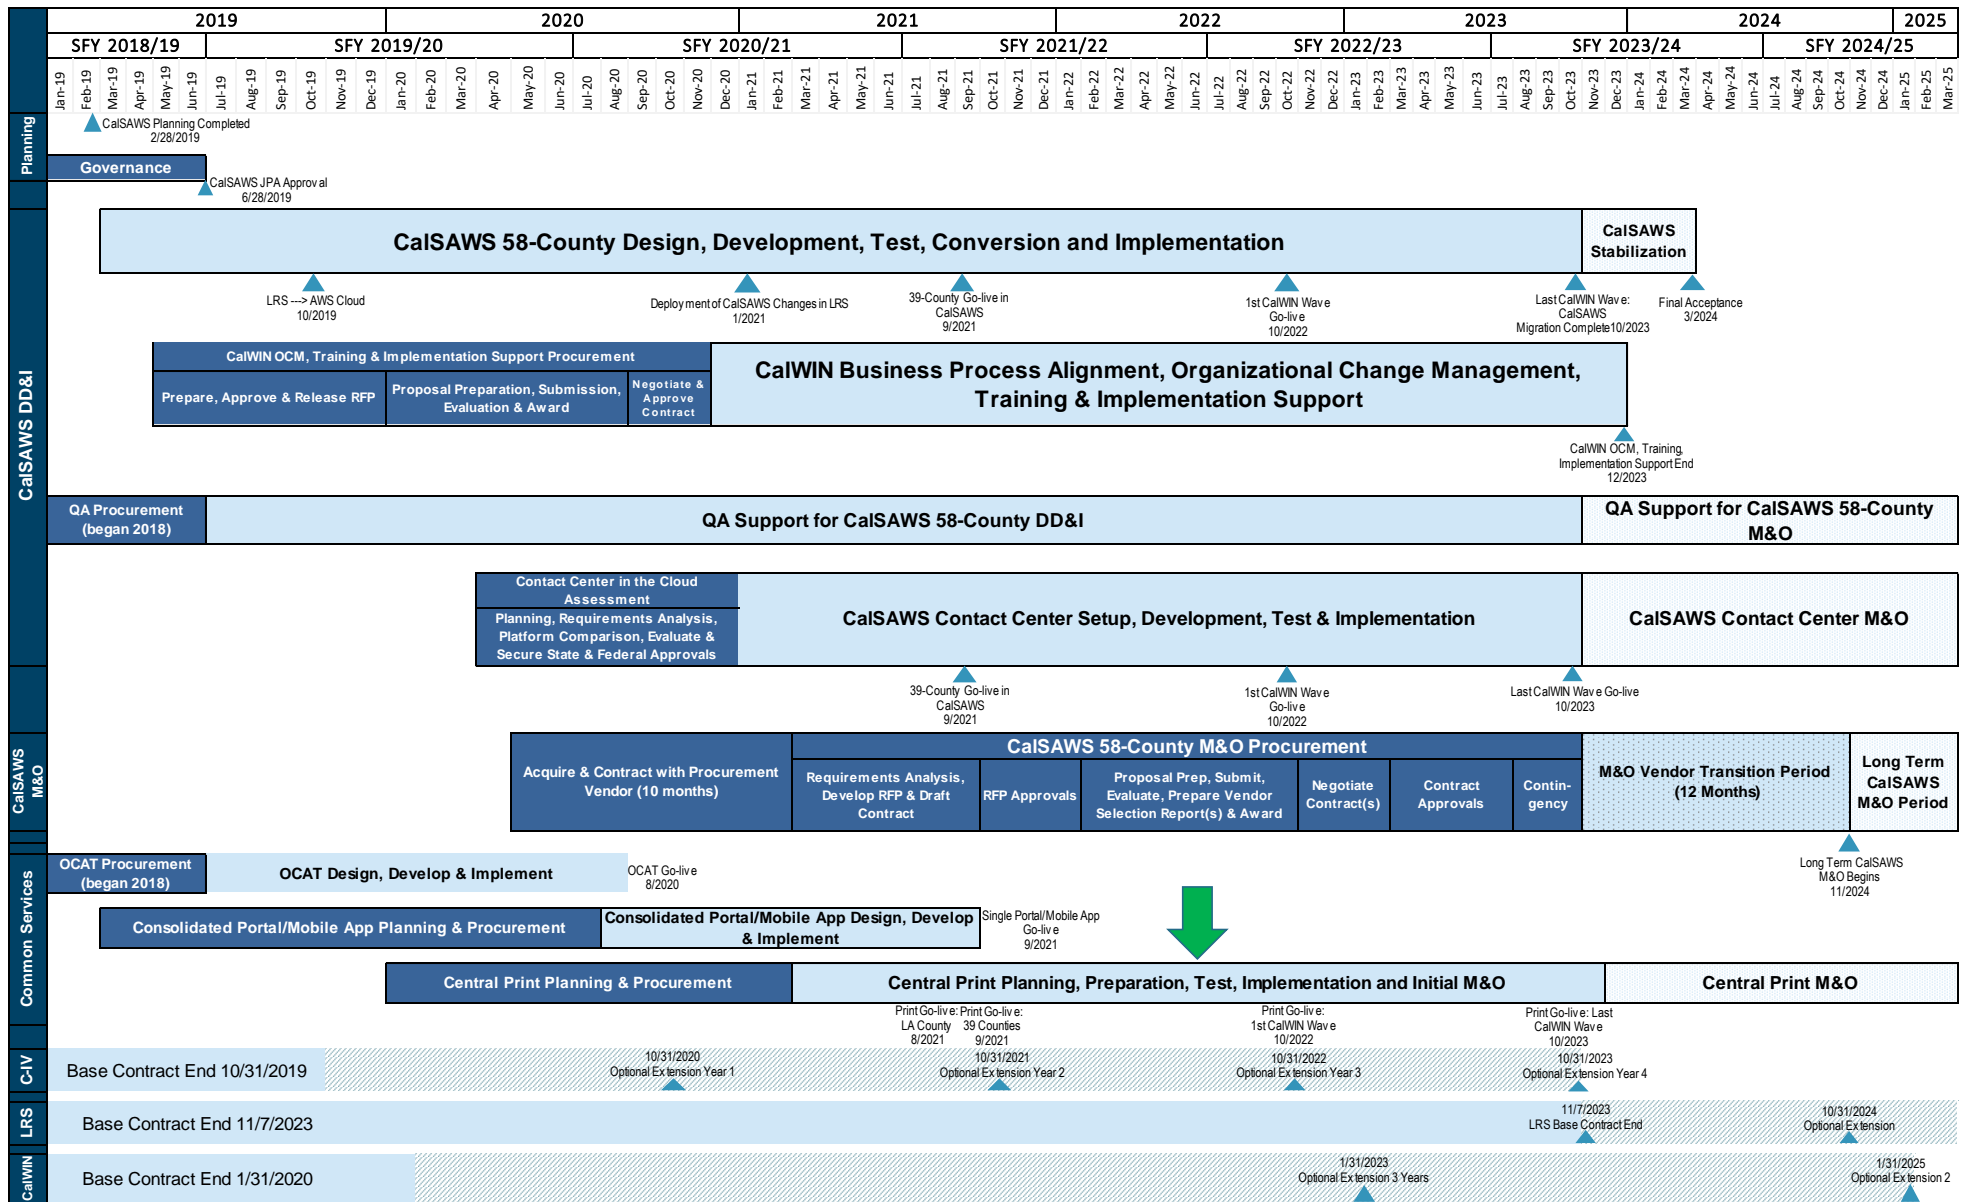 2019 2020 2021 2022 2023 2024 2025
SFY 2018/19 SFY 2019/20 SFY 2020/21 SFY 2021/22 SFY 2022/23 SFY 2023/24 SFY 2024/25
Jan-19 Feb-19 Mar-19 Apr-19 May-19 Jun-19 Jul-19 Aug-19 Sep-19 Oct-19 Nov-19 Dec-19 Jan-20 Feb-20 Mar-20 Apr-20 May-20 Jun-20 Jul-20 Aug-20 Sep-20 Oct-20 Nov-20 Dec-20 Jan-21 Feb-21 Mar-21 Apr-21 May-21 Jun-21 Jul-21 Aug-21 Sep-21 Oct-21 Nov-21 Dec-21 Jan-22 Feb-22 Mar-22 Apr-22 May-22 Jun-22 Jul-22 Aug-22 Sep-22 Oct-22 Nov-22 Dec-22 Jan-23 Feb-23 Mar-23 Apr-23 May-23 Jun-23 Jul-23 Aug-23 Sep-23 Oct-23 Nov-23 Dec-23 Jan-24 Feb-24 Mar-24 Apr-24 May-24 Jun-24 Jul-24 Aug-24 Sep-24 Oct-24 Nov-24 Dec-24 Jan-25 Feb-25 Mar-25
Planning
CalSAWS Planning Completed
2/28/2019
Governance
CalSAWS JPA Approval
6/28/2019
CalSAWS DD&I
CalSAWS 58-County Design, Development, Test, Conversion and Implementation
CalSAWS
Stabilization
LRS ---> AWS Cloud
10/2019
Deployment of CalSAWS Changes in LRS
1/2021
39-County Go-live in
CalSAWS
9/2021
1st CalWIN Wave
Go-live
10/2022
Last CalWIN Wave:
CalSAWS
Migration Complete10/2023
Final Acceptance
3/2024
CalWIN OCM, Training & Implementation Support Procurement
Prepare, Approve & Release RFP
Proposal Preparation, Submission,
Evaluation & Award
Negotiate &
Approve
Contract
CalWIN Business Process Alignment, Organizational Change Management,
Training & Implementation Support
CalWIN OCM, Training,
Implementation Support End
12/2023
QA Procurement
(began 2018)
QA Support for CalSAWS 58-County DD&I
QA Support for CalSAWS 58-County
M&O
Contact Center in the Cloud
Assessment
Planning, Requirements Analysis,
Platform Comparison, Evaluate &
Secure State & Federal Approvals
CalSAWS Contact Center Setup, Development, Test & Implementation
CalSAWS Contact Center M&O
39-County Go-live in
CalSAWS
9/2021
1st CalWIN Wave
Go-live
10/2022
Last CalWIN Wave Go-live
10/2023
CalSAWS
M&O
Acquire & Contract with Procurement
Vendor (10 months)
CalSAWS 58-County M&O Procurement
Requirements Analysis,
Develop RFP & Draft
Contract
RFP Approvals
Proposal Prep, Submit,
Evaluate, Prepare Vendor
Selection Report(s) & Award
Negotiate
Contract(s)
Contract
Approvals
Contin-
gency
M&O Vendor Transition Period
(12 Months)
Long Term
CalSAWS
M&O Period
Long Term CalSAWS
M&O Begins
11/2024
Common Services
OCAT Procurement
(began 2018)
OCAT Design, Develop & Implement
OCAT Go-live
8/2020
Consolidated Portal/Mobile App Planning & Procurement
Consolidated Portal/Mobile App Design, Develop
& Implement
Single Portal/Mobile App
Go-live
9/2021
Central Print Planning & Procurement
Central Print Planning, Preparation, Test, Implementation and Initial M&O
Central Print M&O
Print Go-live:
LA County
8/2021
Print Go-live:
39 Counties
9/2021
Print Go-live:
1st CalWIN Wave
10/2022
Print Go-live: Last
CalWIN Wave
10/2023
C-IV
Base Contract End 10/31/2019
10/31/2020
Optional Extension Year 1
10/31/2021
Optional Extension Year 2
10/31/2022
Optional Extension Year 3
10/31/2023
Optional Extension Year 4
LRS
Base Contract End 11/7/2023
11/7/2023
LRS Base Contract End
10/31/2024
Optional Extension
CalWIN
Base Contract End 1/31/2020
1/31/2023
Optional Extension 3 Years
1/31/2025
Optional Extension 2